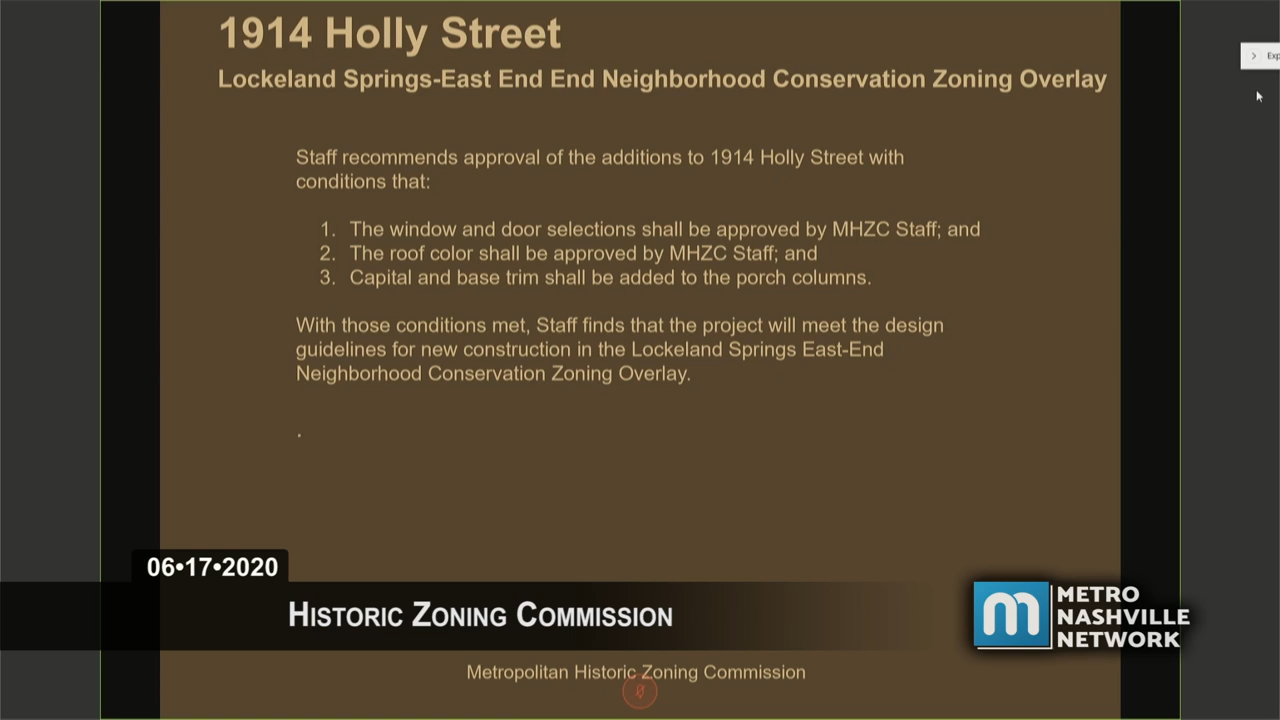 1914 Holly Street
Lockeland Springs-East End End Neighborhood Conservation Zoning Overlay
Exp
Staff recommends approval of the additions to 1914 Holly Street with
conditions that:
1. The window and door selections shall be approved by MHZC Staff; and
2. The roof color shall be approved by MHZC Staff; and
3. Capital and base trim shall be added to the porch columns.
With those conditions met, Staff finds that the project will meet the design
guidelines for new construction in the Lockeland Springs East-End
Neighborhood Conservation Zoning Overlay.
.
06•17•2020
HISTORIC ZONING COMMISSION
METRO
NASHVILLE
NETWORK
Metropolitan Historic Zoning Commission